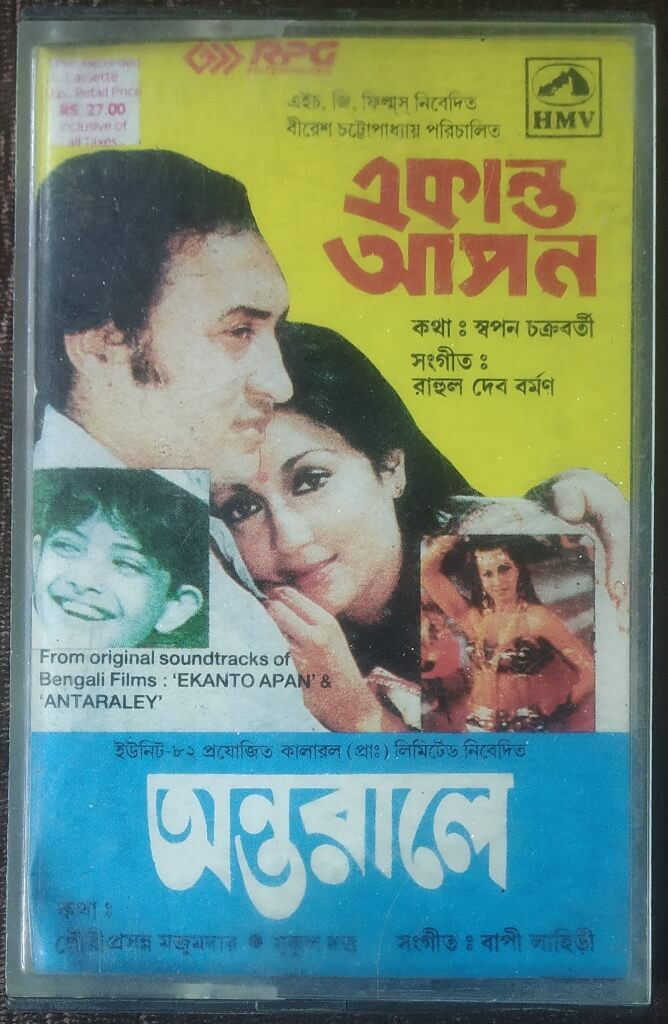 Pre-Recorded
Cassette
Max. Retail Price
RS. 27.00
inclusive of
all Taxes
RPG
ENTERPRISES
HMV
এইচ. জি. ফিল্মস্ নিবেদিত
বীরেশ চট্টোপাধ্যায় পরিচালিত
একান্ত
আপন
কথা : স্বপন চক্রবর্তী
সংগীত :
রাহুল দেব বর্মণ
From original soundtracks of
Bengali Films : 'EKANTO APAN' &
'ANTARALEY'
ইউনিট-৮২ প্রযোজিত কালারল (প্রাঃ) লিমিটেড নিবেদিত
অন্তরালে
কথা :
গৌরীপ্রসন্ন মজুমদার ● মুকুল দত্ত সংগীত : বাপী লাহিড়ী